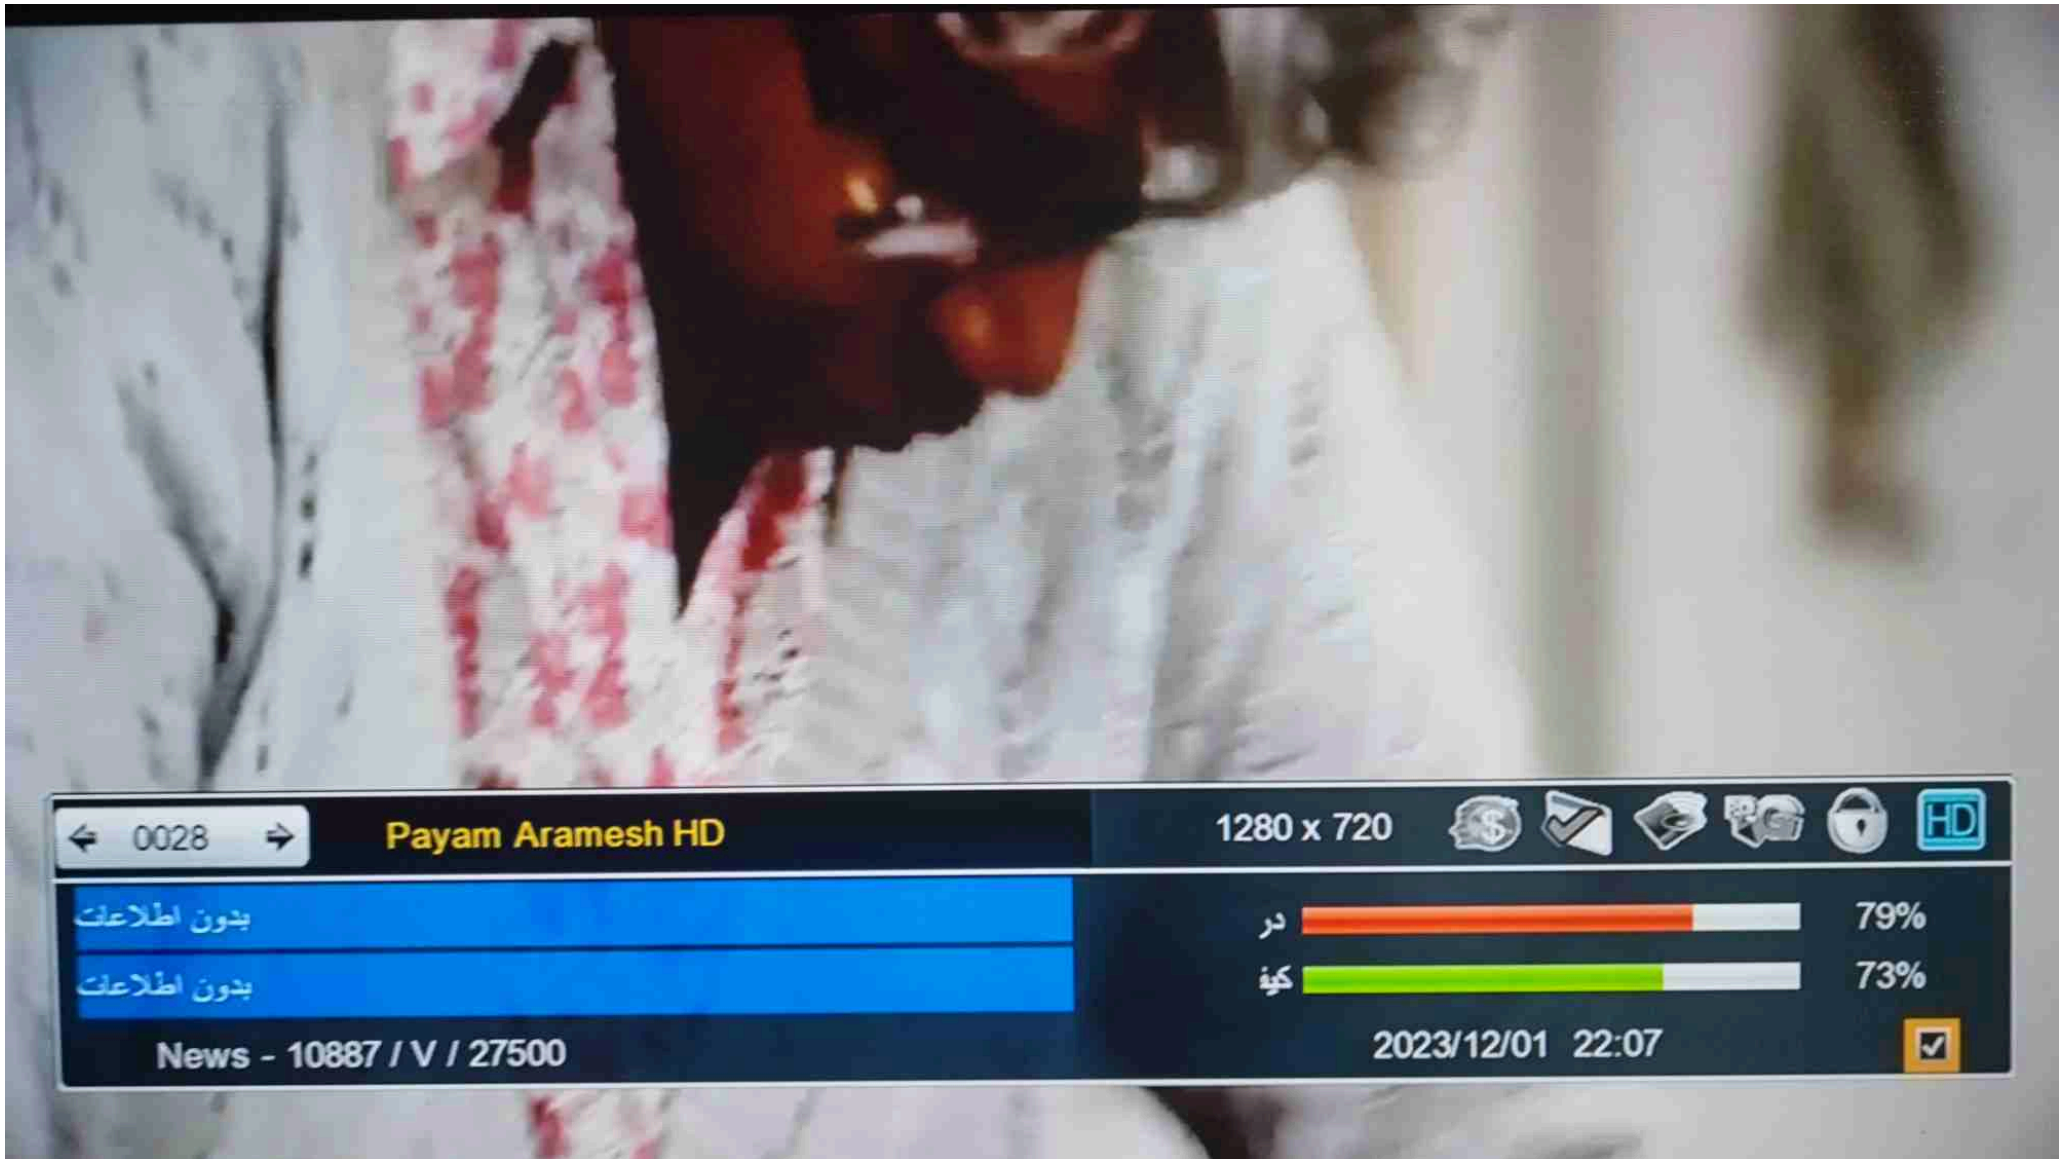 0028 Payam Aramesh HD 1280 x 720 HD
بدون اطلاعات در 79%
بدون اطلاعات کیف 73%
News - 10887 / V / 27500 2023/12/01 22:07